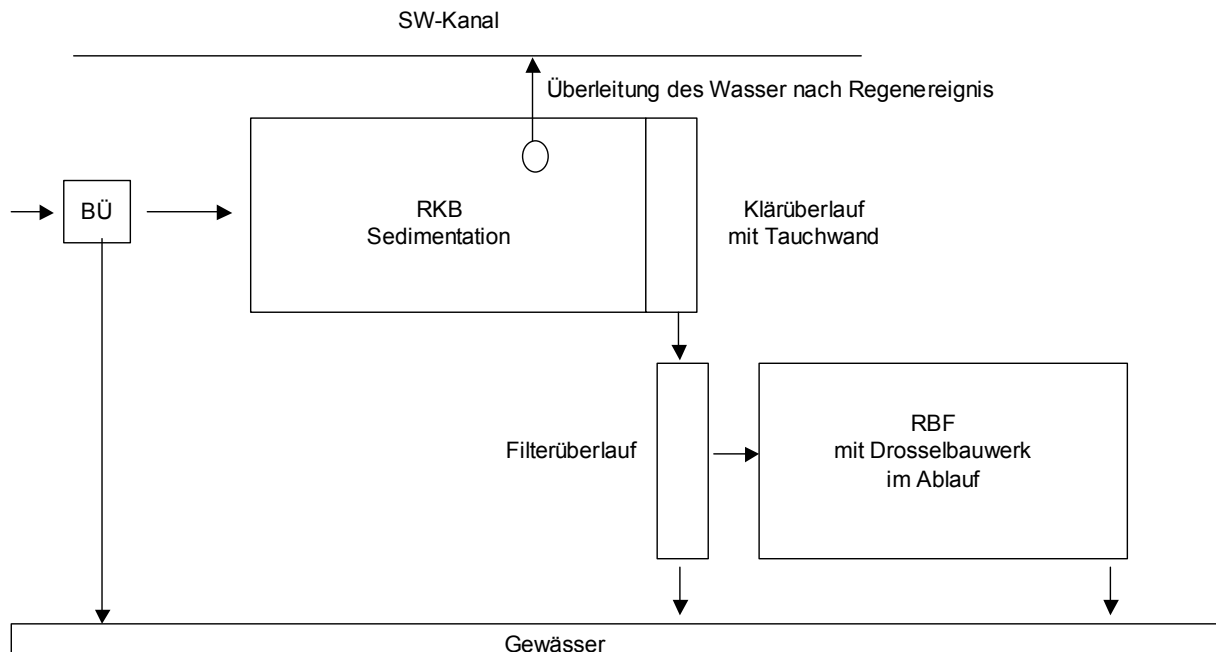 SW-Kanal
Überleitung des Wasser nach Regenereignis
BÜ
RKB
Sedimentation
Klärüberlauf
mit Tauchwand
Filterüberlauf
RBF
mit Drosselbauwerk
im Ablauf
Gewässer